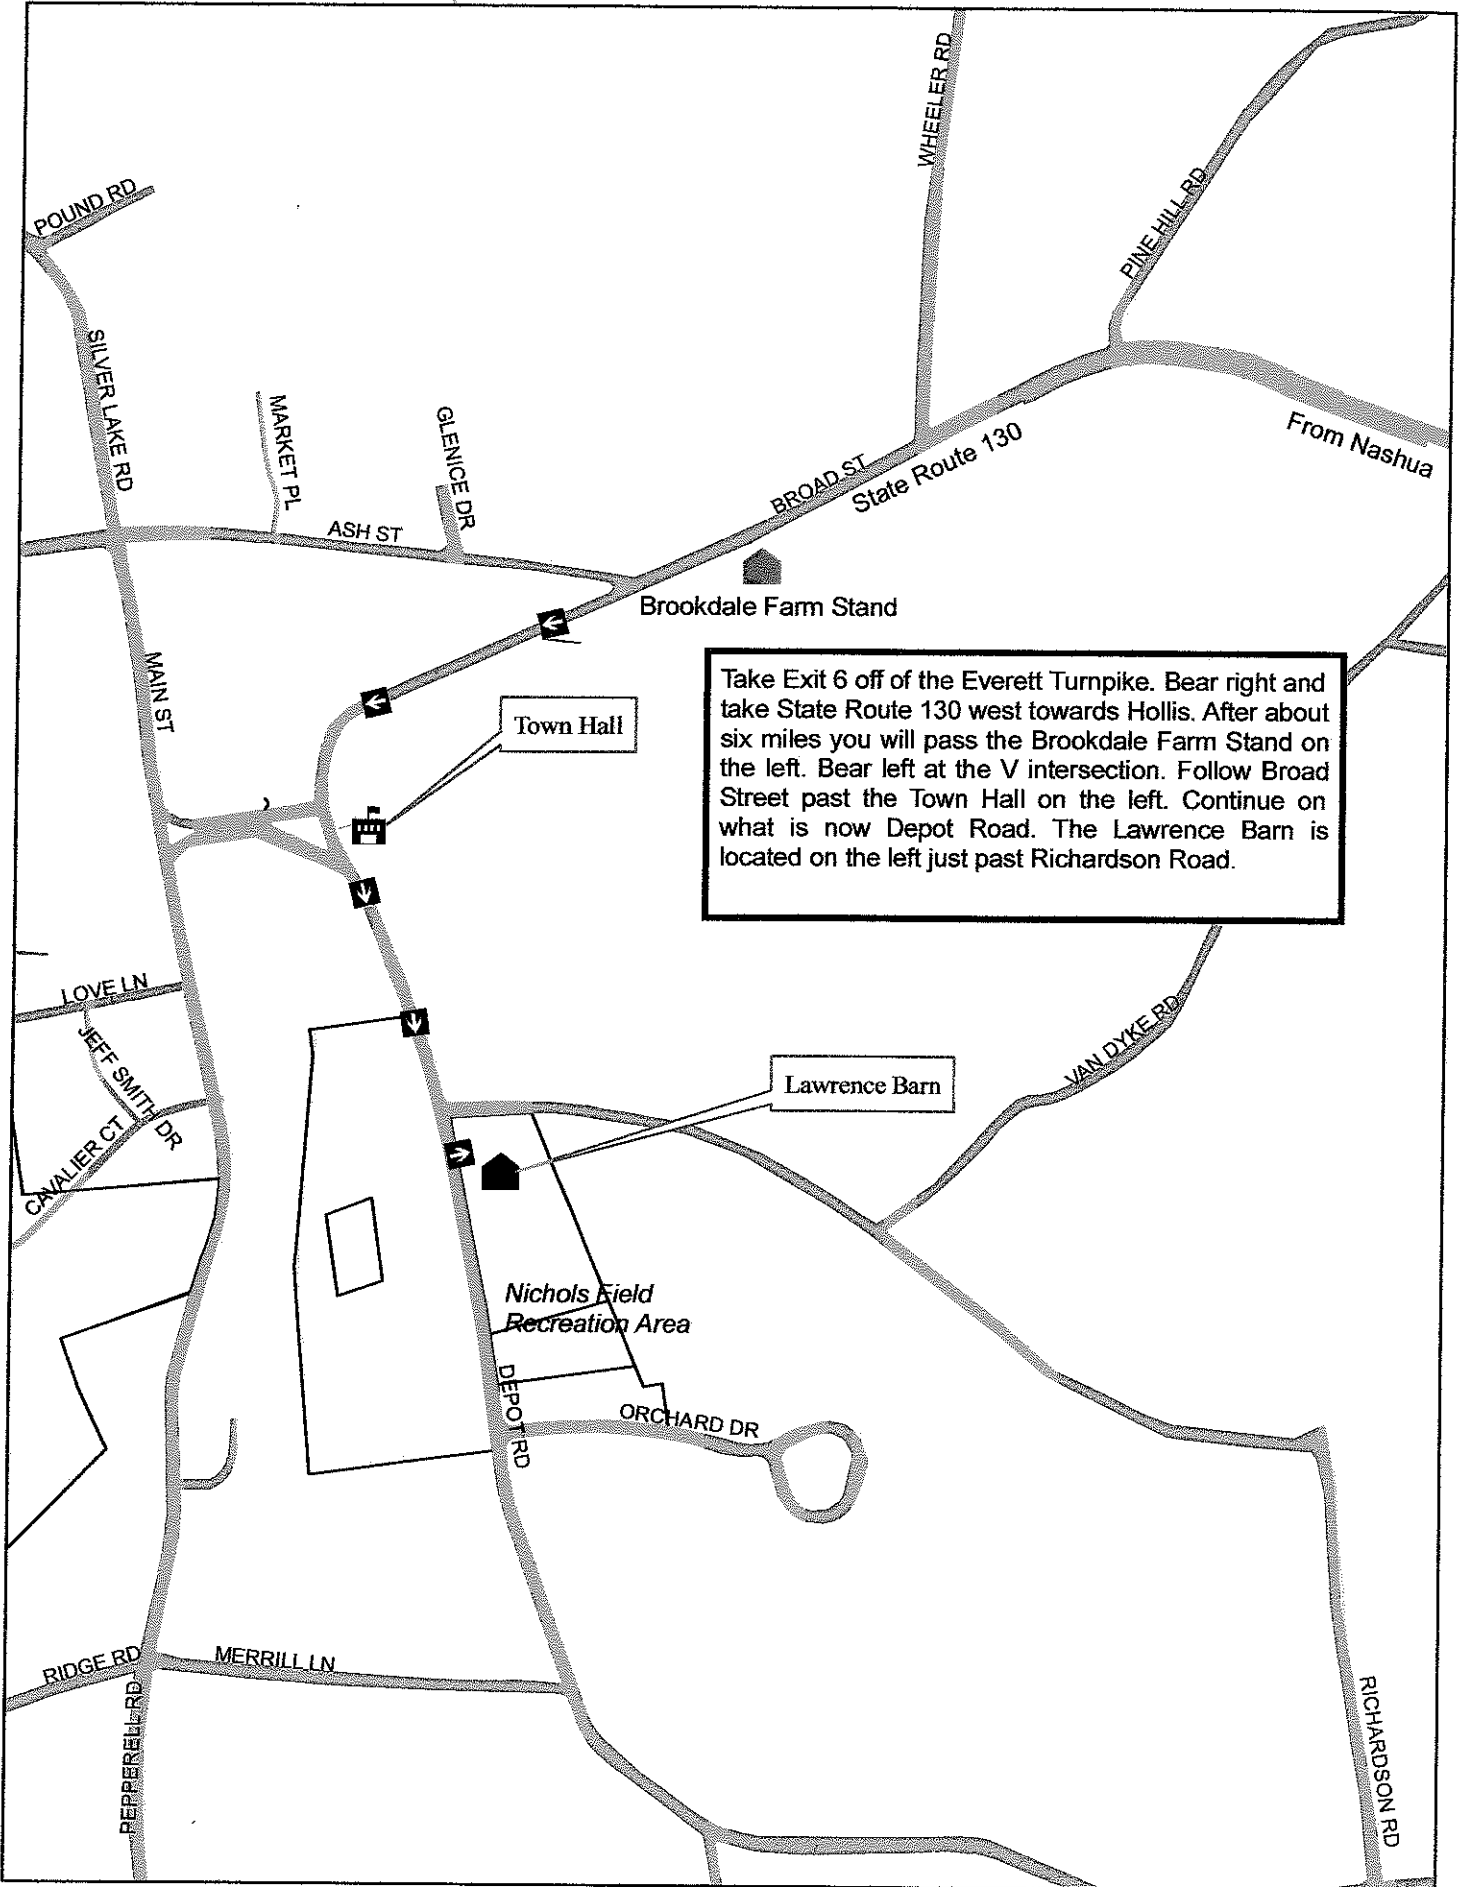 WHEELER RD
PINE HILL RD
POUND RD
SILVER LAKE RD
MARKET PL
GLENICE DR
From Nashua
BROAD ST
State Route 130
ASH ST
Brookdale Farm Stand
MAIN ST
Town Hall
Take Exit 6 off of the Everett Turnpike. Bear right and
take State Route 130 west towards Hollis. After about
six miles you will pass the Brookdale Farm Stand on
the left. Bear left at the V intersection. Follow Broad
Street past the Town Hall on the left. Continue on
what is now Depot Road. The Lawrence Barn is
located on the left just past Richardson Road.
LOVE LN
JEFF SMITH DR
CAVALIER CT
VAN DYKE RD
Lawrence Barn
Nichols Field
Recreation Area
DEPOT RD
ORCHARD DR
RIDGE RD
MERRILL LN
PEPPERELL RD
RICHARDSON RD